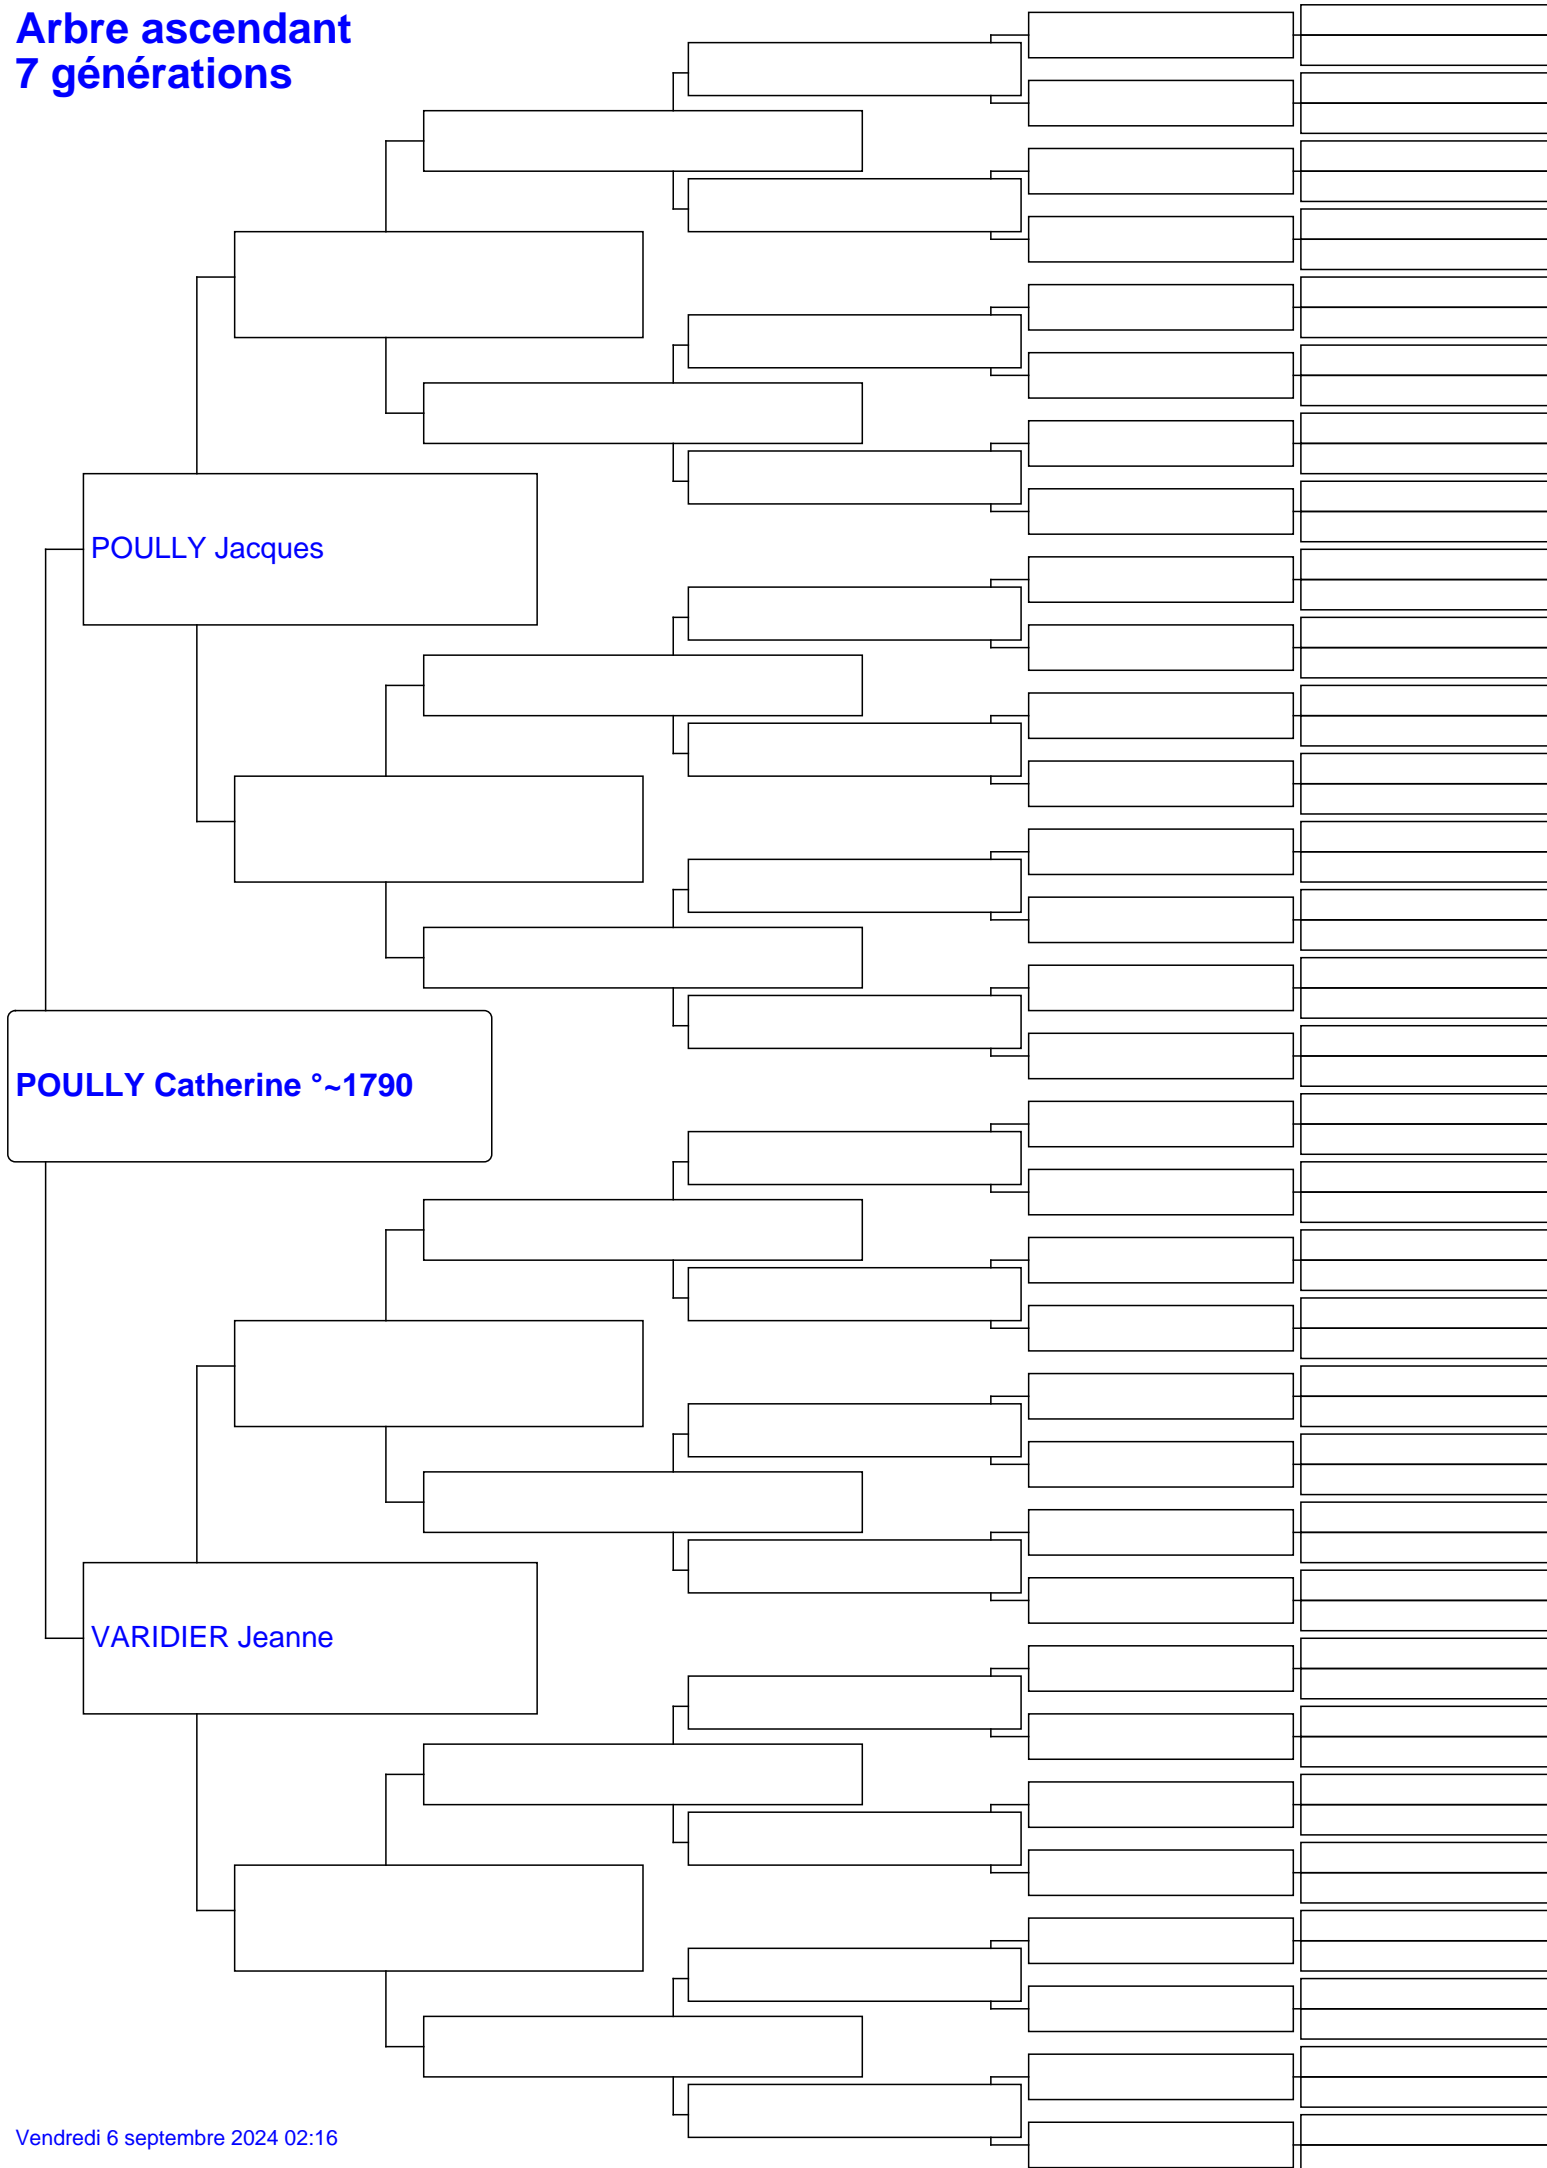 Arbre ascendant
7 générations
POULLY Jacques
POULLY Catherine °~1790
VARIDIER Jeanne
Vendredi 6 septembre 2024 02:16